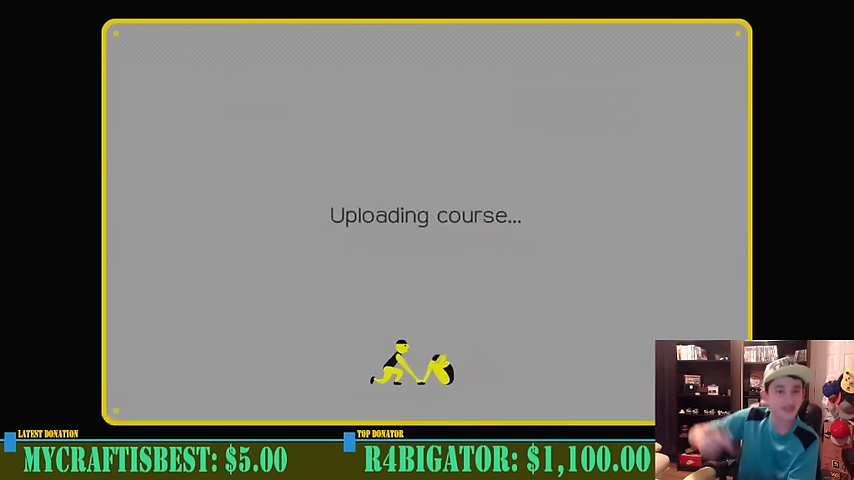 Uploading course...
LATEST DONATION
TOP DONATOR
MYCRAFTISBEST: $5.00
R4BIGATOR: $1,100.00